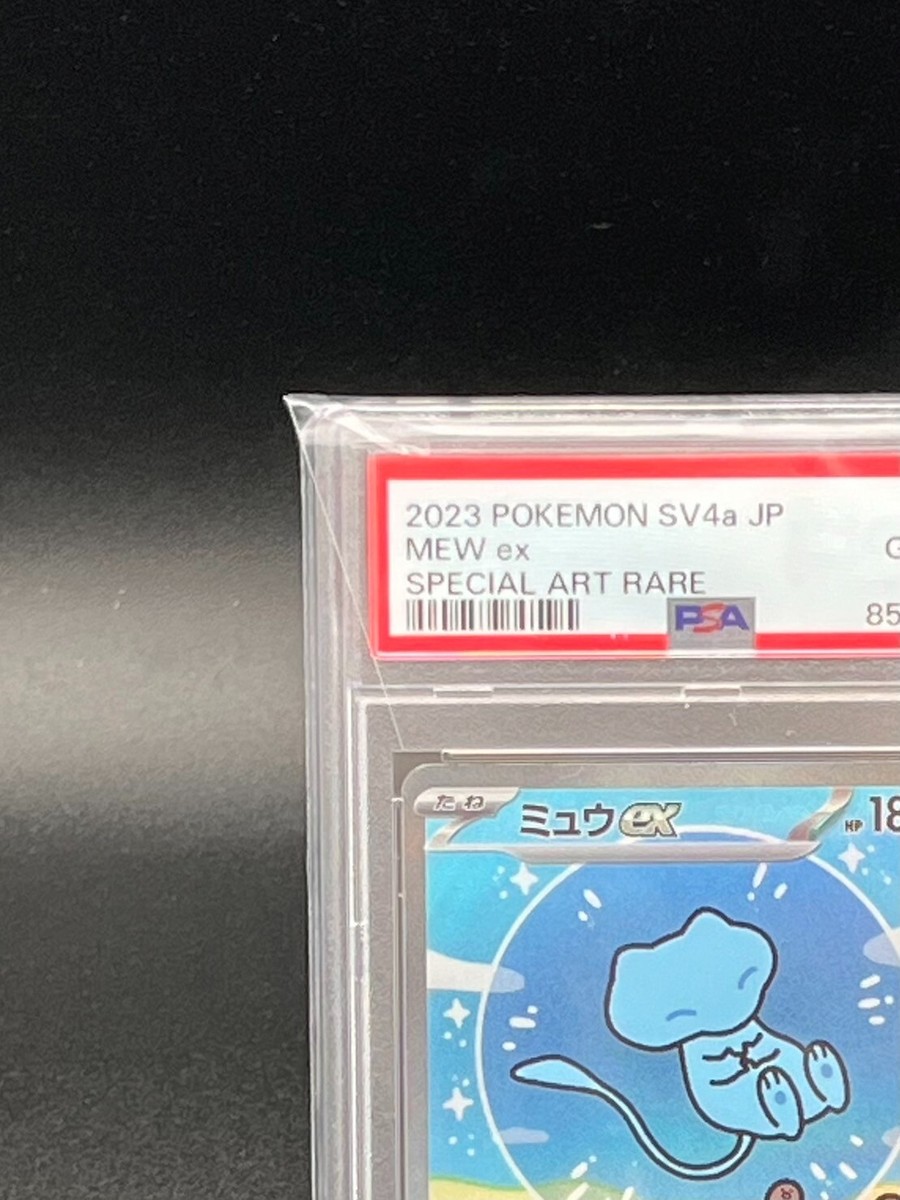 2023 POKEMON SV4a JP
MEW ex
G
SPECIAL ART RARE
PSA
85
たね
ミュウex
HP 18